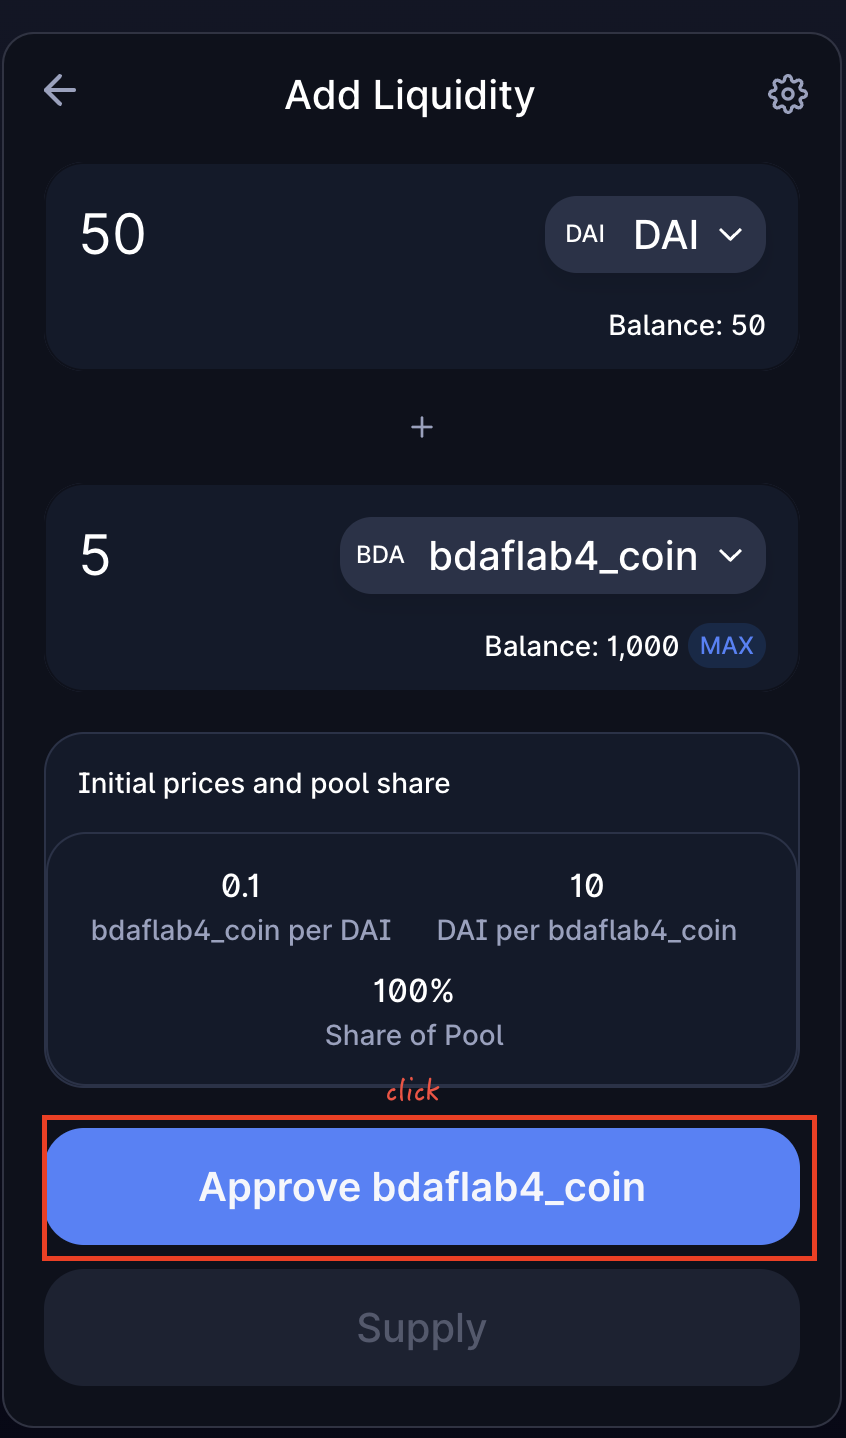 Add Liquidity
50 DAI DAI
Balance: 50
+
5 BDA bdaflab4_coin
Balance: 1,000 MAX
Initial prices and pool share
0.1 10
bdaflab4_coin per DAI DAI per bdaflab4_coin
100%
Share of Pool
click
Approve bdaflab4_coin
Supply